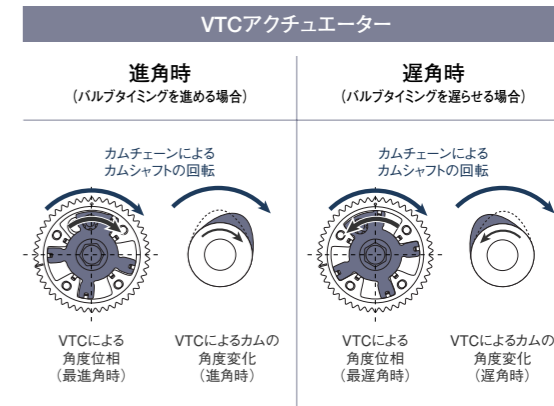 VTCアクチュエーター
進角時
(バルブタイミングを進める場合)
カムチェーンによる
カムシャフトの回転
VTCによる
角度位相
(最進角時)
VTCによるカムの
角度変化
(進角時)
遅角時
(バルブタイミングを遅らせる場合)
カムチェーンによる
カムシャフトの回転
VTCによる
角度位相
(最遅角時)
VTCによるカムの
角度変化
(遅角時)